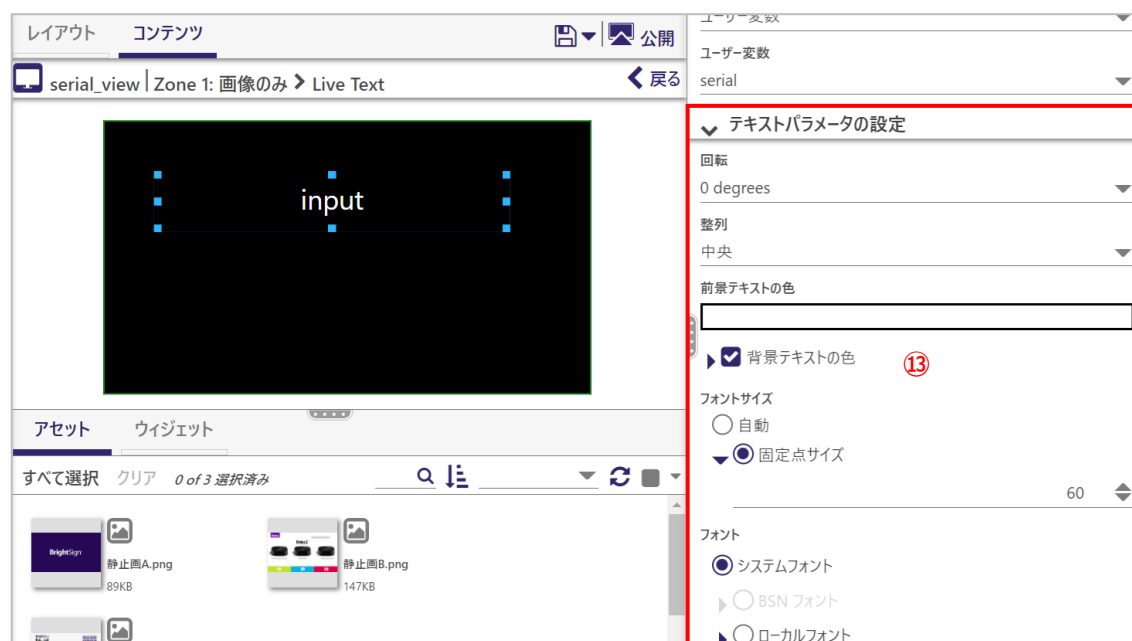 レイアウト
コンテンツ
公開
serial_view Zone 1: 画像のみ Live Text
戻る
input
アセット
ウィジェット
すべて選択 クリア 0 of 3 選択済み
BrightSign
静止画A.png
89KB
静止画B.png
147KB
ユーザー変数
ユーザー変数
serial
テキストパラメータの設定
回転
0 degrees
整列
中央
前景テキストの色
背景テキストの色
⑬
フォントサイズ
自動
固定点サイズ
60
フォント
システムフォント
BSN フォント
ローカルフォント